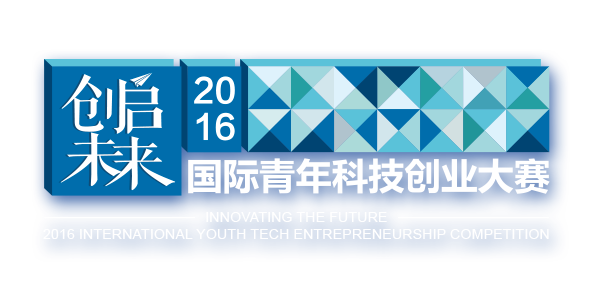 创启
未来
2016
国际青年科技创业大赛
INNOVATING THE FUTURE
2016 INTERNATIONAL YOUTH TECH ENTREPRENEURSHIP COMPETITION